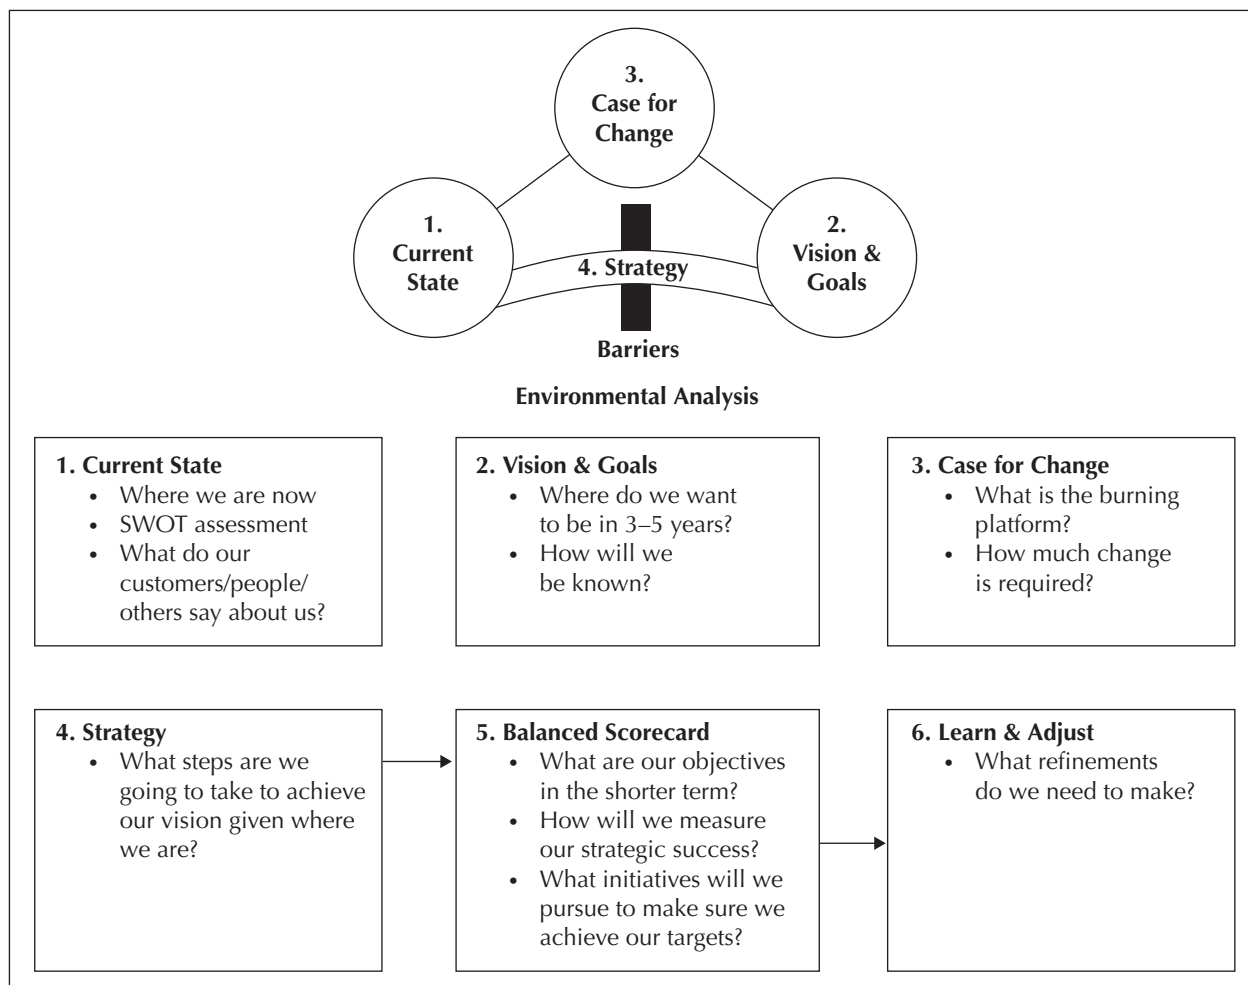 3.
Case for
Change
1.
Current
State
2.
Vision &
Goals
4. Strategy
Barriers
Environmental Analysis
1. Current State
• Where we are now
• SWOT assessment
• What do our
customers/people/
others say about us?
2. Vision & Goals
• Where do we want
to be in 3–5 years?
• How will we
be known?
3. Case for Change
• What is the burning
platform?
• How much change
is required?
4. Strategy
• What steps are we
going to take to achieve
our vision given where
we are?
5. Balanced Scorecard
• What are our objectives
in the shorter term?
• How will we measure
our strategic success?
• What initiatives will we
pursue to make sure we
achieve our targets?
6. Learn & Adjust
• What refinements
do we need to make?